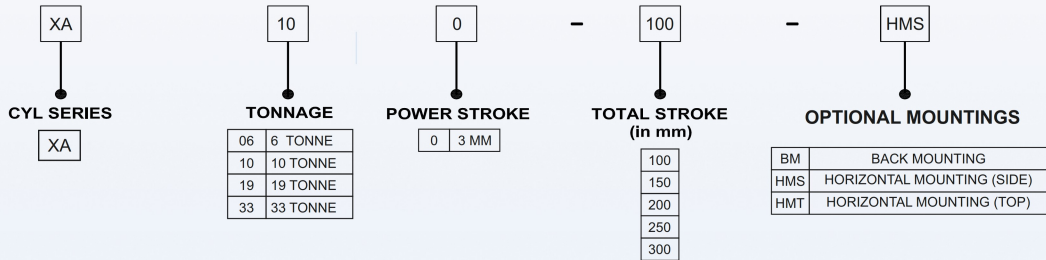 XA 10 0 - 100 - HMS
CYL SERIES
XA
TONNAGE
06 6 TONNE
10 10 TONNE
19 19 TONNE
33 33 TONNE
POWER STROKE
0 3 MM
TOTAL STROKE
(in mm)
100
150
200
250
300
OPTIONAL MOUNTINGS
BM BACK MOUNTING
HMS HORIZONTAL MOUNTING (SIDE)
HMT HORIZONTAL MOUNTING (TOP)